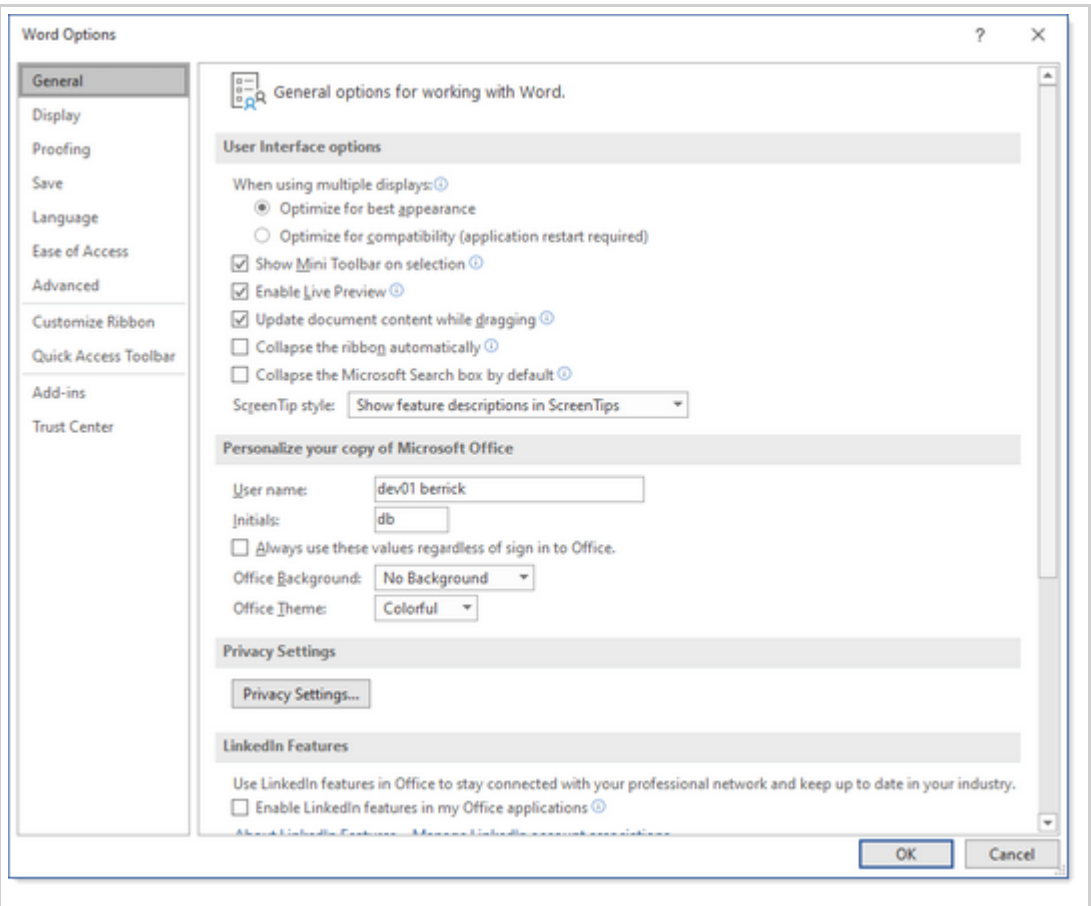 Word Options
General
Display
Proofing
Save
Language
Ease of Access
Advanced
Customize Ribbon
Quick Access Toolbar
Add-ins
Trust Center
General options for working with Word.
User Interface options
When using multiple displays:
Optimize for best appearance
Optimize for compatibility (application restart required)
Show Mini Toolbar on selection
Enable Live Preview
Update document content while dragging
Collapse the ribbon automatically
Collapse the Microsoft Search box by default
ScreenTip style: Show feature descriptions in ScreenTips
Personalize your copy of Microsoft Office
User name: dev01 berrick
Initials: db
Always use these values regardless of sign in to Office.
Office Background: No Background
Office Theme: Colorful
Privacy Settings
Privacy Settings...
LinkedIn Features
Use LinkedIn features in Office to stay connected with your professional network and keep up to date in your industry.
Enable LinkedIn features in my Office applications
About LinkedIn Features Manage LinkedIn account associations
OK Cancel